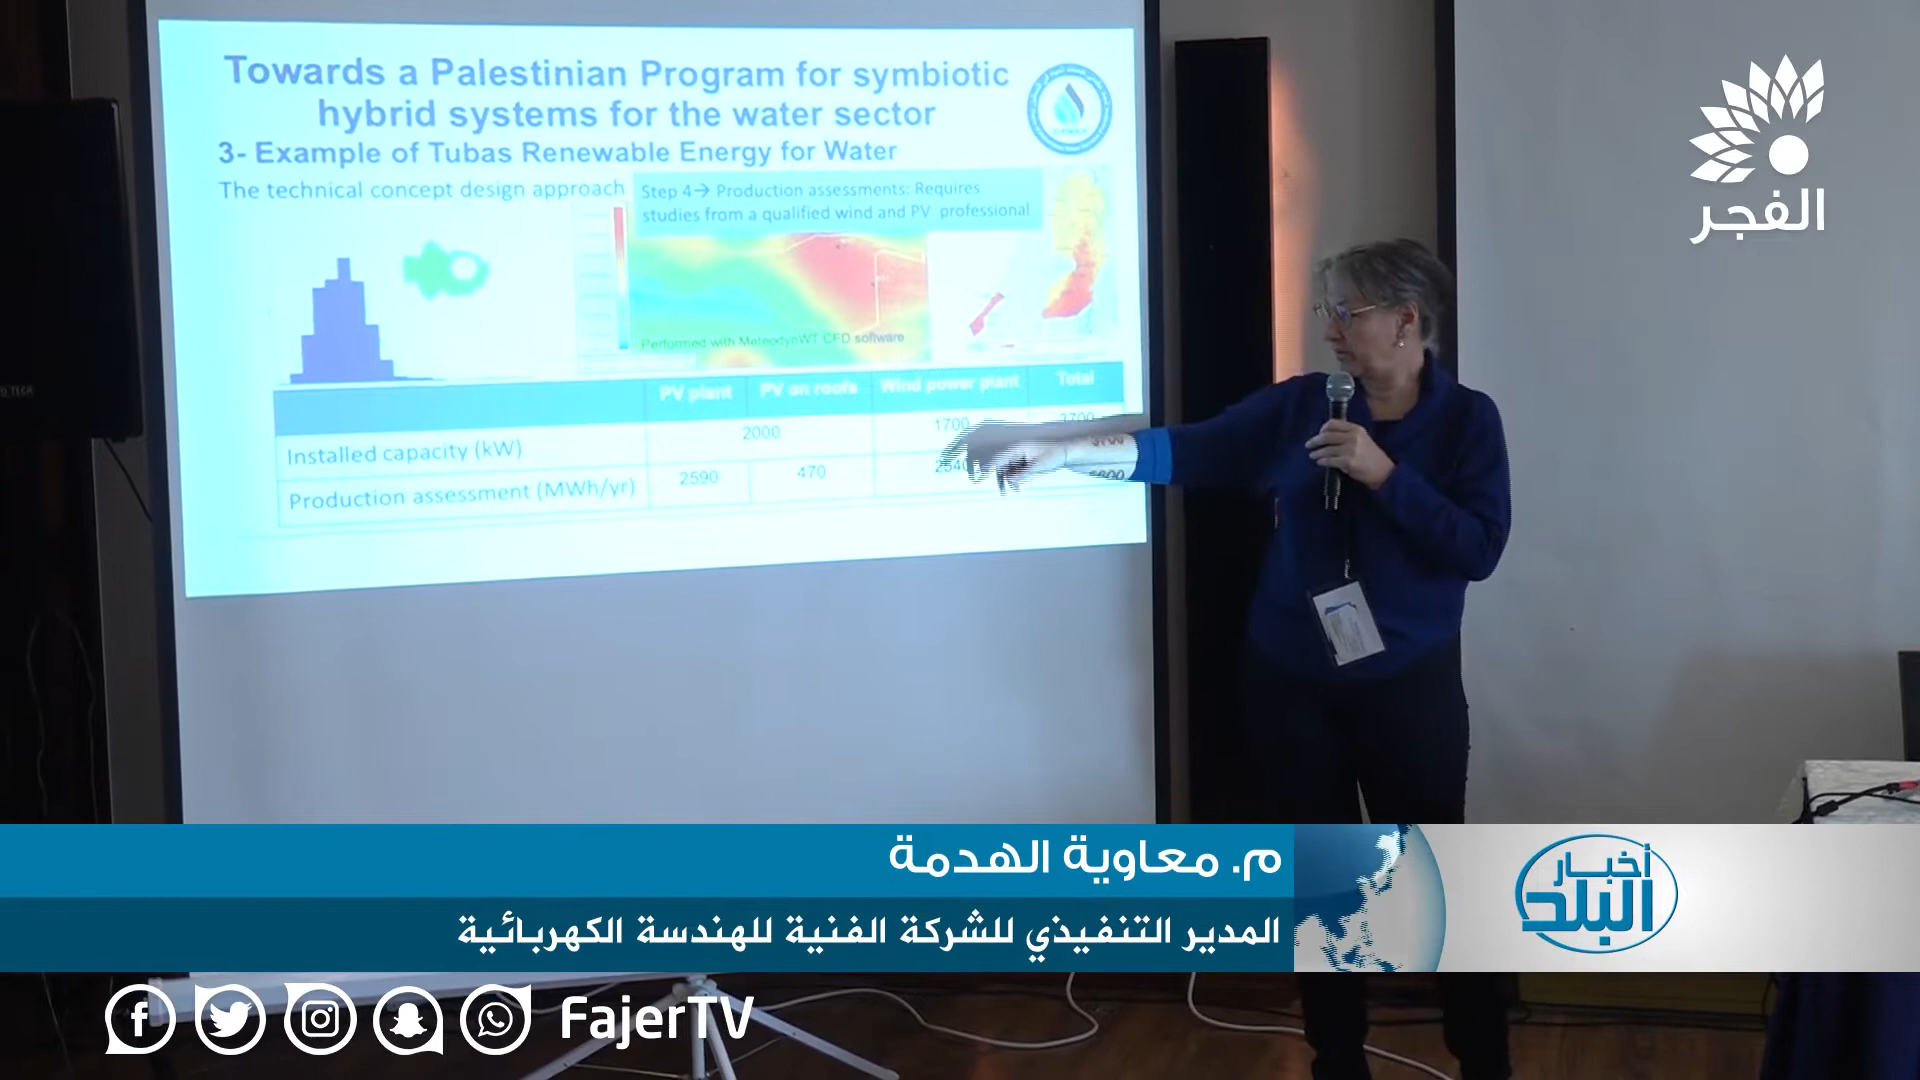 Towards a Palestinian Program for symbiotic
hybrid systems for the water sector
3- Example of Tubas Renewable Energy for Water
The technical concept design approach
Step 4→ Production assessments: Requires
studies from a qualified wind and PV professional
Performed with MeteodynWT CFD software
PV plant PV on roofs Wind power plant Total
Installed capacity (kW) 2000 1700 3700
Production assessment (MWh/yr) 2590 470 2540
الفجر
م. معاوية الهدمة
المدير التنفيذي للشركة الفنية للهندسة الكهربائية
أخبار
البلد
FajerTV